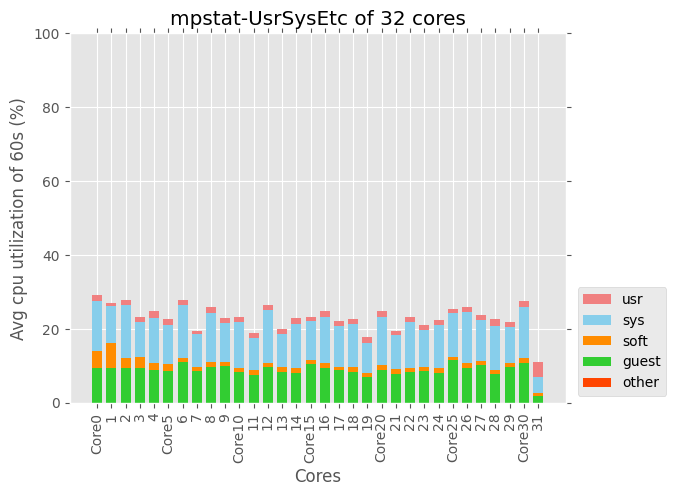 mpstat-UsrSysEtc of 32 cores
100
80
60
40
20
0
Avg cpu utilization of 60s (%)
Core0
1
2
3
4
Core5
6
7
8
9
Core10
11
12
13
14
Core15
16
17
18
19
Core20
21
22
23
24
Core25
26
27
28
29
Core30
31
Cores
usr
sys
soft
guest
other